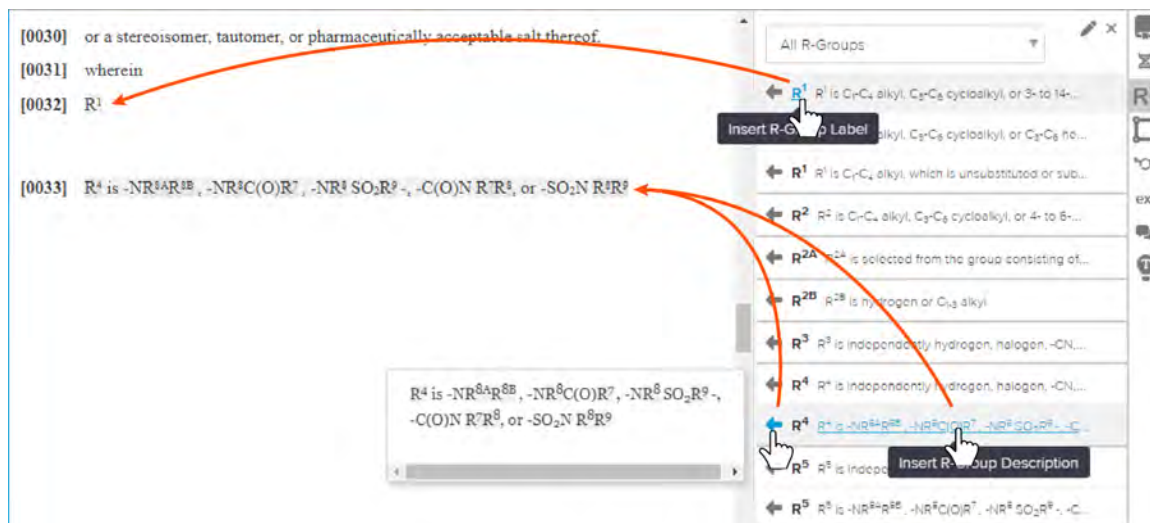 [0030] or a stereoisomer, tautomer, or pharmaceutically acceptable salt thereof,
[0031] wherein
[0032] R¹
[0033] R⁴ is -NR⁸ᴬR⁸ᴮ , -NR⁸C(O)R⁷, -NR⁸ SO₂R⁹ -, -C(O)N R⁷R⁸, or -SO₂N R⁸R⁹
R⁴ is -NR⁸ᴬR⁸ᴮ , -NR⁸C(O)R⁷, -NR⁸ SO₂R⁹ -,
-C(O)N R⁷R⁸, or -SO₂N R⁸R⁹
All R-Groups
R¹ R¹ is C₁-C₄ alkyl, C₃-C₈ cycloalkyl, or 3- to 14-...
Insert R-Group Label
alkyl, C₃-C₈ cycloalkyl, or C₂-C₈ he...
R¹ R¹ is C₁-C₄ alkyl, which is unsubstituted or sub...
R² R² is C₁-C₄ alkyl, C₃-C₈ cycloalkyl, or 4- to 6-...
R²ᴬ R²ᴬ is selected from the group consisting of...
R²ᴮ R²ᴮ is hydrogen or C₁₋₃ alkyl
R³ R³ is independently hydrogen, halogen, -CN,...
R⁴ R⁴ is independently hydrogen, halogen, -CN,...
R⁴ R⁴ is -NR⁸ᴬR⁸ᴮ , -NR⁸C(O)R⁷, -NR⁸ SO₂R⁹ -, -C...
Insert R-Group Description
R⁵ R⁵ is indepe
R⁵ R⁵ is -NR⁸ᴬR⁸ᴮ , -NR⁸C(O)R⁷, -NR⁸ SO₂R⁹ -, -C...
R
ex